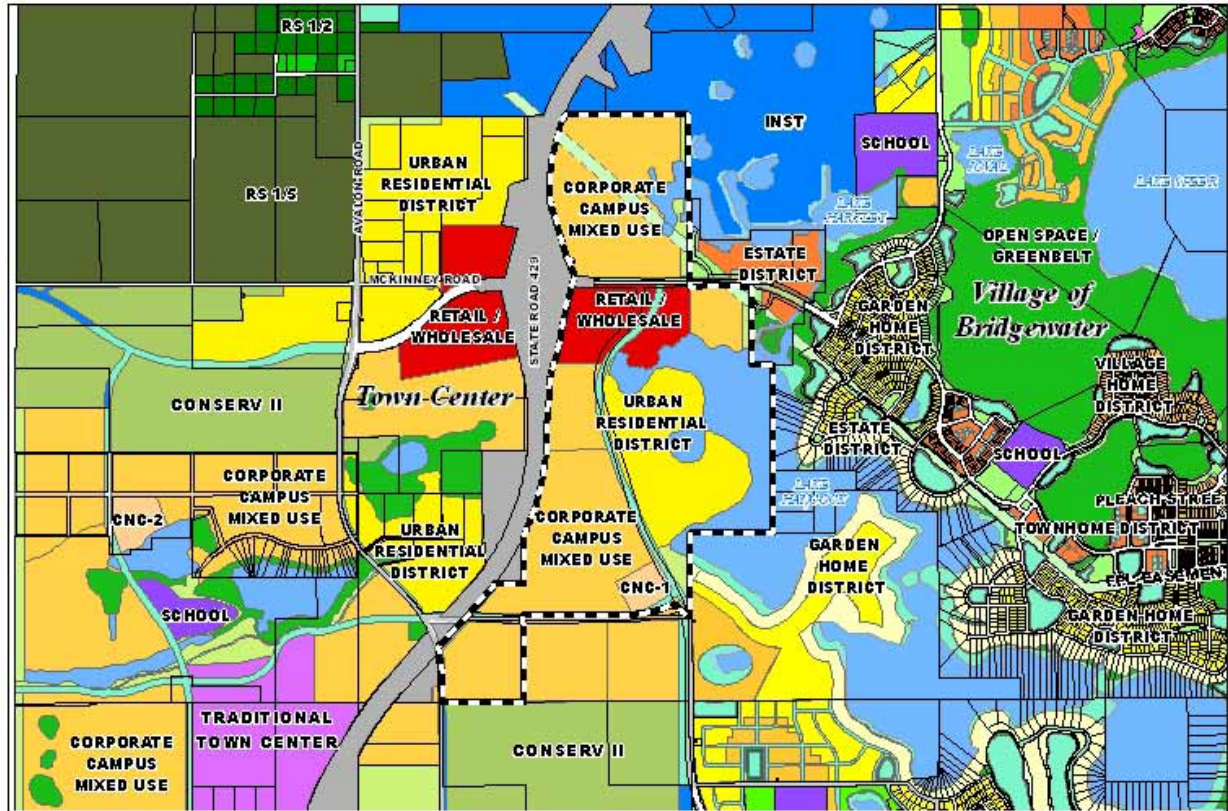 RS 1/2
INST
SCHOOL
LAKE
URBAN
RESIDENTIAL
DISTRICT
CORPORATE
CAMPUS
MIXED USE
RS 1/5
AVALON ROAD
LAKE
OPEN SPACE /
GREENBELT
ESTATE
DISTRICT
MCKINNEY ROAD
STATE ROAD 429
RETAIL /
WHOLESALE
RETAIL /
WHOLESALE
GARDEN
HOME
DISTRICT
Village of
Bridgewater
VILLAGE
HOME
DISTRICT
CONSERV II
Town Center
URBAN
RESIDENTIAL
DISTRICT
ESTATE
DISTRICT
SCHOOL
CORPORATE
CAMPUS
MIXED USE
CNC-2
LAKE
HANCOCK
PLEACH STREET
TOWNHOME DISTRICT
URBAN
RESIDENTIAL
DISTRICT
CORPORATE
CAMPUS
MIXED USE
GARDEN
HOME
DISTRICT
CNC-1
FPL EASEMENT
SCHOOL
GARDEN HOME
DISTRICT
TRADITIONAL
TOWN CENTER
CORPORATE
CAMPUS
MIXED USE
CONSERV II